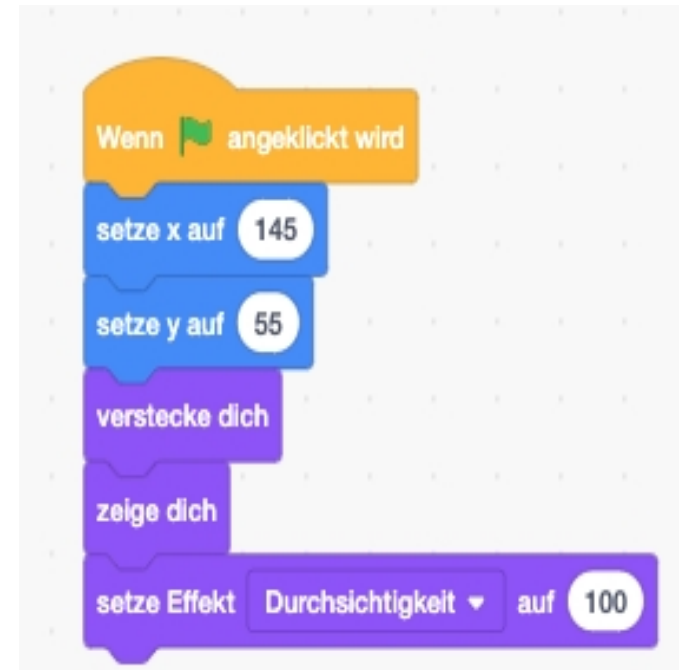 Wenn angeklickt wird
setze x auf 145
setze y auf 55
verstecke dich
zeige dich
setze Effekt Durchsichtigkeit auf 100